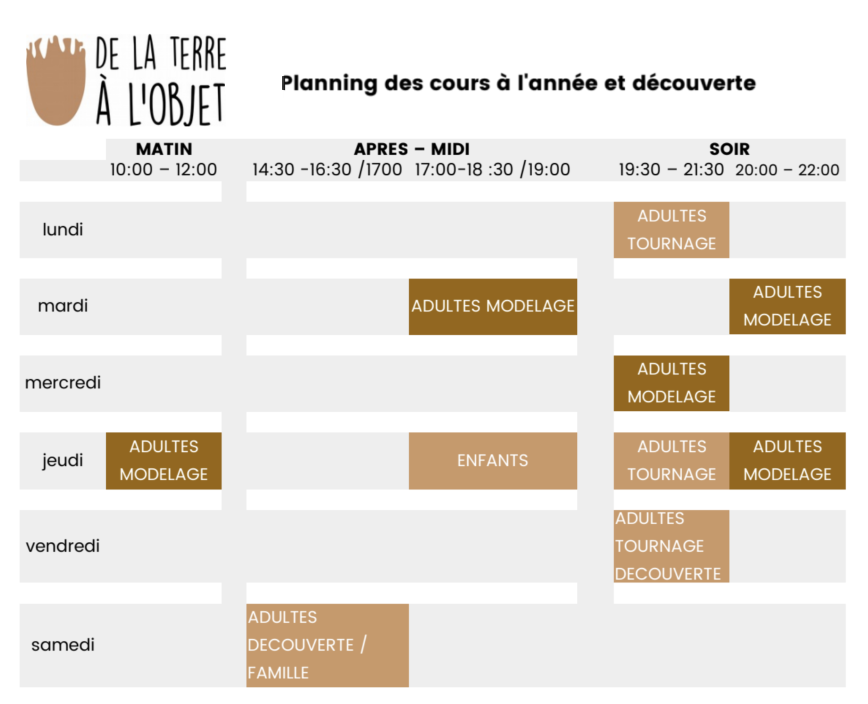 DE LA TERRE
À L'OBJET
Planning des cours à l'année et découverte
MATIN APRES – MIDI SOIR
10:00 – 12:00 14:30 -16:30 /1700 17:00-18 :30 /19:00 19:30 – 21:30 20:00 – 22:00
lundi
ADULTES
TOURNAGE
mardi
ADULTES MODELAGE
ADULTES
MODELAGE
mercredi
ADULTES
MODELAGE
jeudi
ADULTES
MODELAGE
ENFANTS
ADULTES
TOURNAGE
ADULTES
MODELAGE
vendredi
ADULTES
TOURNAGE
DECOUVERTE
samedi
ADULTES
DECOUVERTE /
FAMILLE